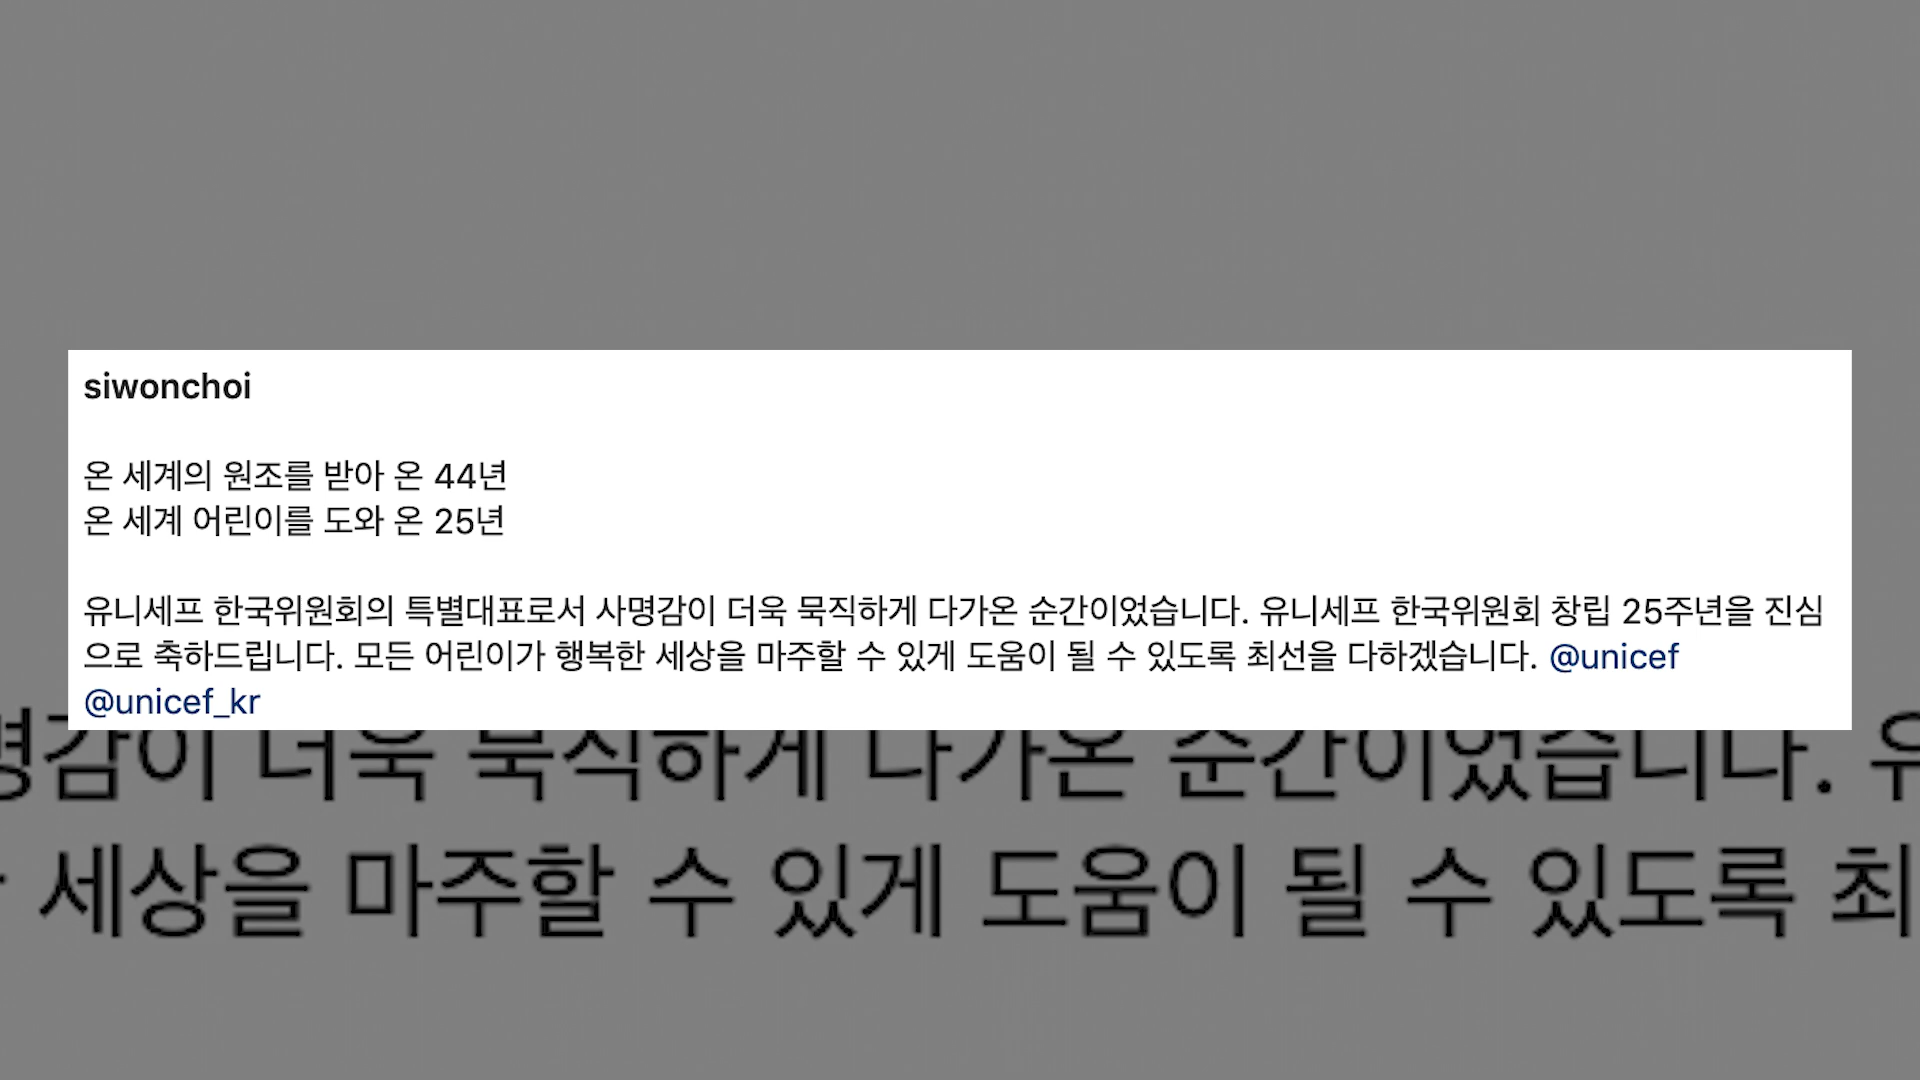 siwonchoi
온 세계의 원조를 받아 온 44년
온 세계 어린이를 도와 온 25년
유니세프 한국위원회의 특별대표로서 사명감이 더욱 묵직하게 다가온 순간이었습니다. 유니세프 한국위원회 창립 25주년을 진심
으로 축하드립니다. 모든 어린이가 행복한 세상을 마주할 수 있게 도움이 될 수 있도록 최선을 다하겠습니다. @unicef
@unicef_kr
명감이 더욱 묵직하게 다가온 순간이었습니다. 유
세상을 마주할 수 있게 도움이 될 수 있도록 최